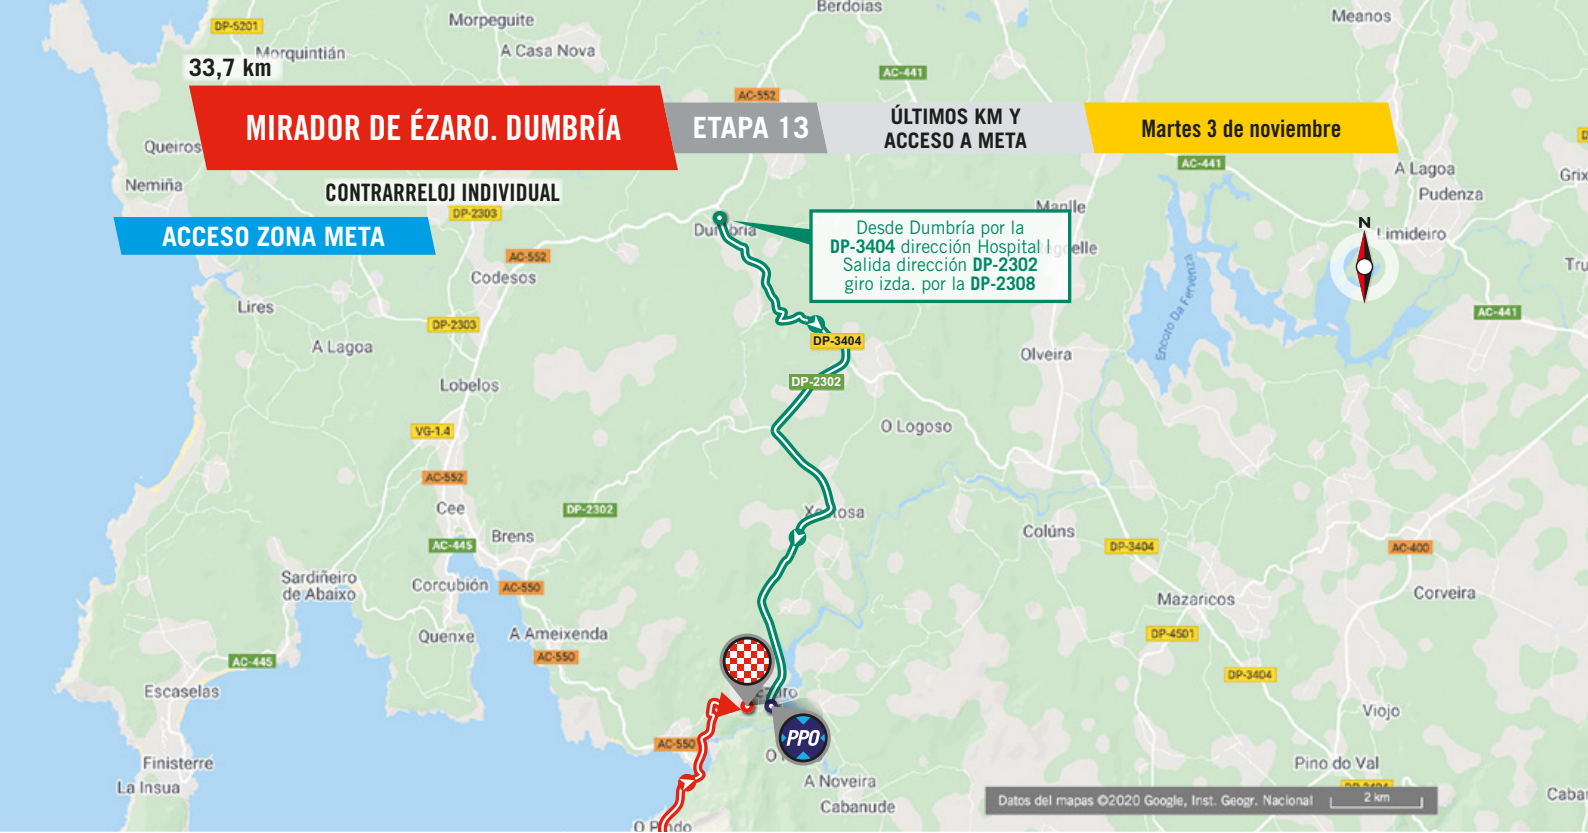 DP-5201
Morpeguite
Berdoias
Meanos
Morquintián
A Casa Nova
33,7 km
AC-441
AC-552
MIRADOR DE ÉZARO. DUMBRÍA
ETAPA 13
ÚLTIMOS KM Y
ACCESO A META
Martes 3 de noviembre
Queiros
AC-441
A Lagoa
Nemiña
CONTRARRELOJ INDIVIDUAL
Pudenza
DP-2303
Manlle
ACCESO ZONA META
N
Limideiro
Desde Dumbría por la
DP-3404 dirección Hospital
Salida dirección DP-2302
giro izda. por la DP-2308
AC-552
Codesos
Lires
DP-2303
Encoro Da Fervenza
AC-441
A Lagoa
DP-3404
Olveira
Lobelos
DP-2302
VG-1.4
O Logoso
AC-552
Cee
DP-2302
Colúns
Brens
AC-445
DP-3404
AC-400
Sardiñeiro
de Abaixo
Corcubión
AC-550
Mazaricos
Corveira
Quenxe
A Ameixenda
DP-4501
AC-445
AC-550
DP-3404
Escaselas
Viojo
PPO
AC-550
Finisterre
Pino do Val
La Insua
A Noveira
Cabanude
Datos del mapas ©2020 Google, Inst. Geogr. Nacional
2 km